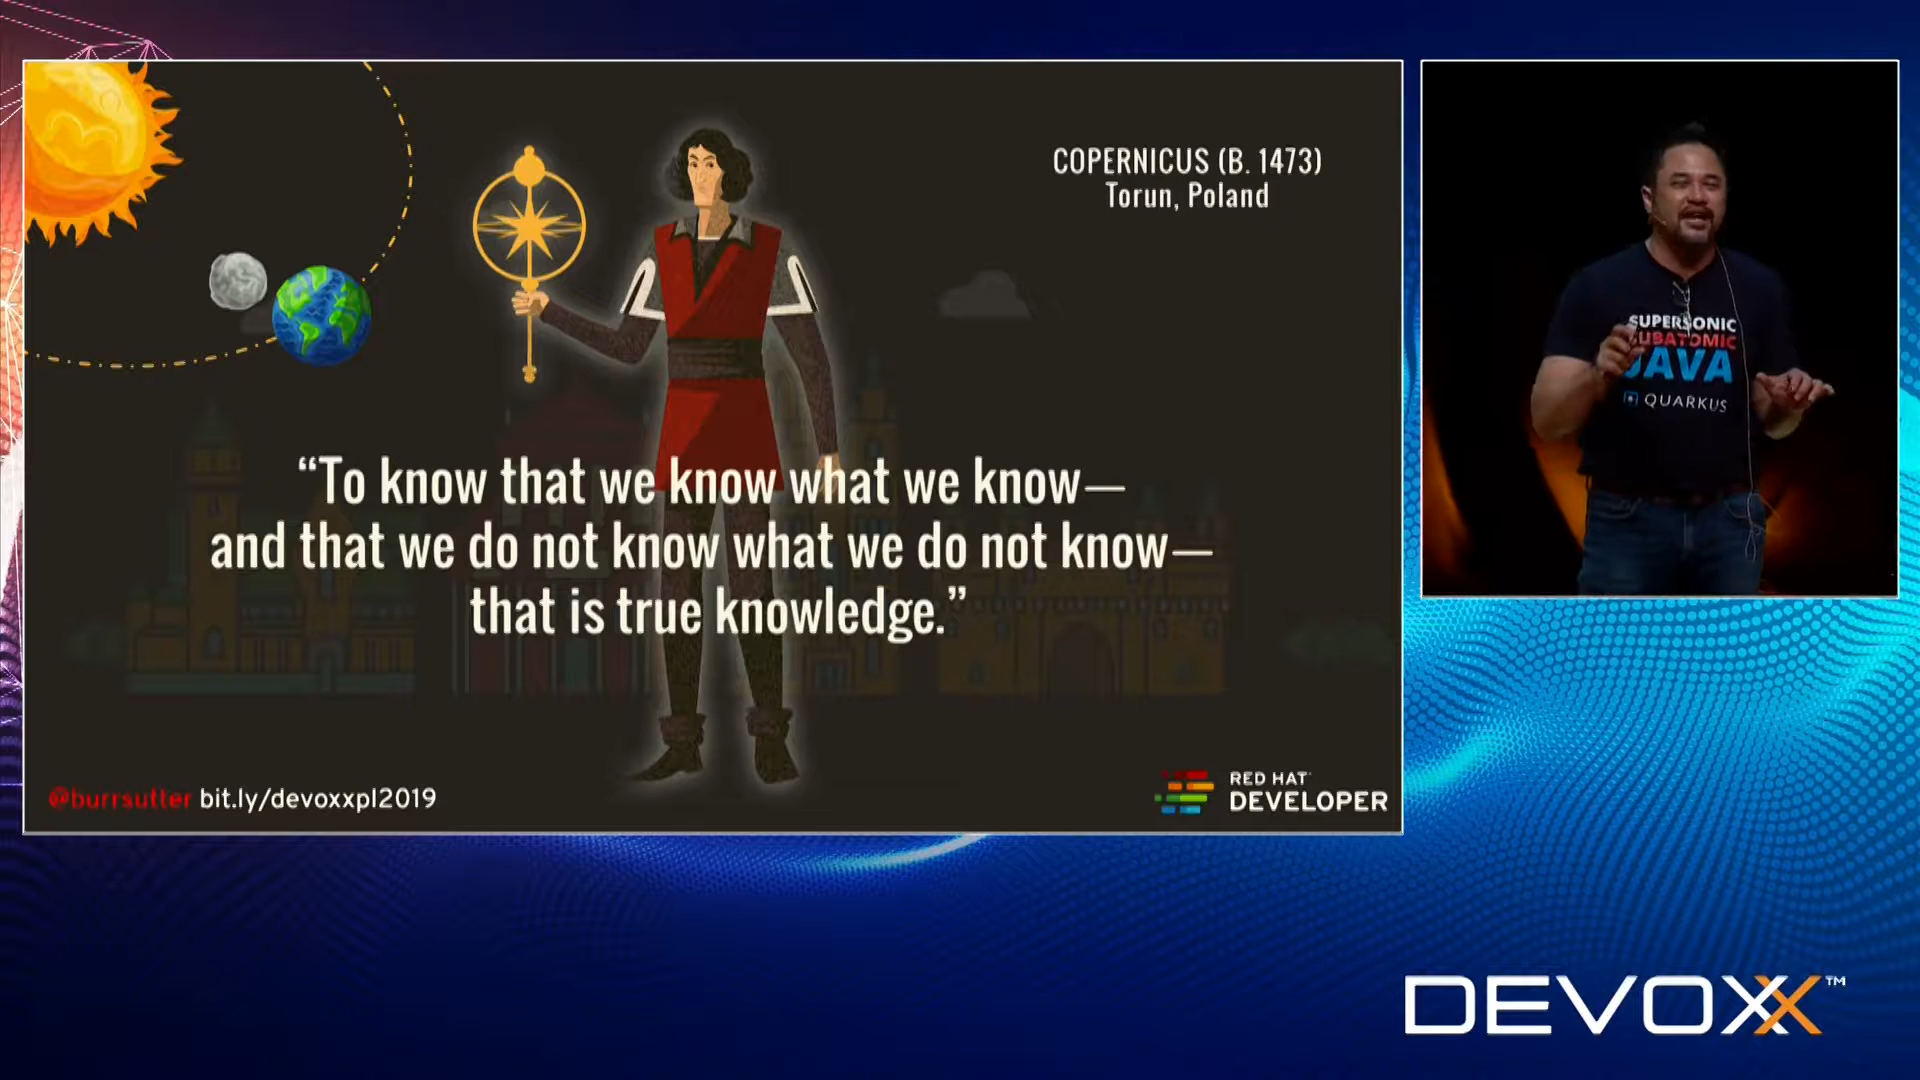 COPERNICUS (B. 1473)
Torun, Poland
“To know that we know what we know—
and that we do not know what we do not know—
that is true knowledge.”
@burrsutter bit.ly/devoxxpl2019
RED HAT
DEVELOPER
SUPERSONIC
SUBATOMIC
JAVA
QUARKUS
DEVOXX™